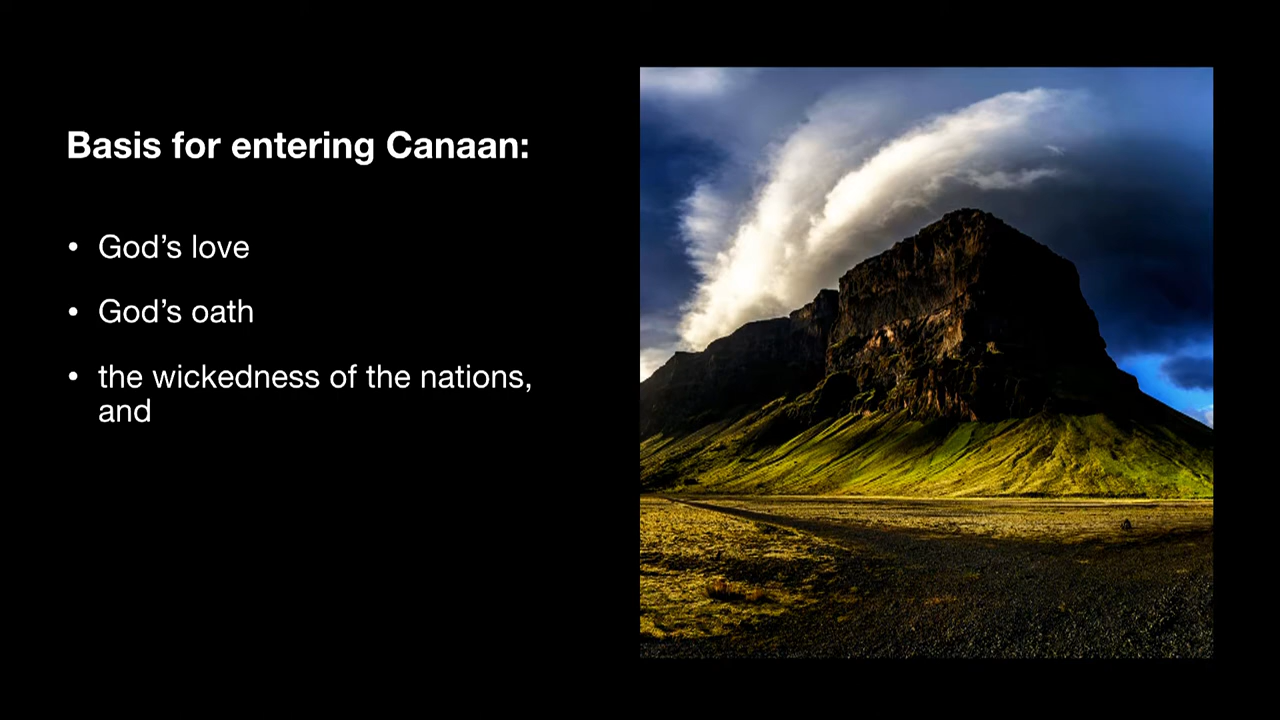 Basis for entering Canaan:
• God’s love
• God’s oath
• the wickedness of the nations,
and